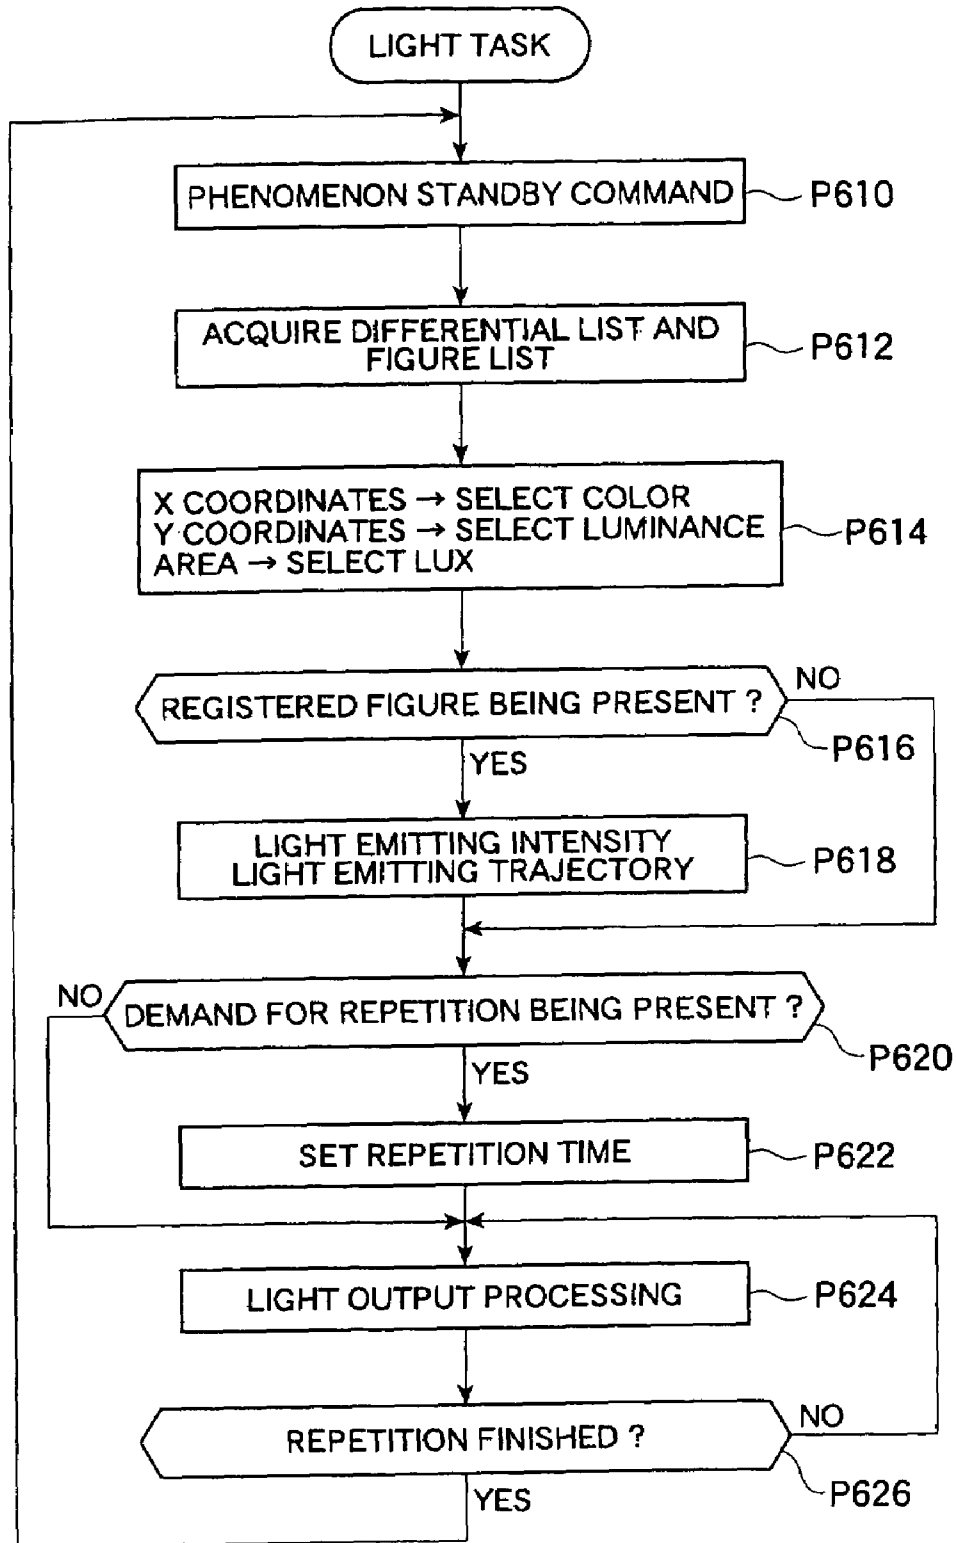 LIGHT TASK
PHENOMENON STANDBY COMMAND
P610
ACQUIRE DIFFERENTIAL LIST AND
FIGURE LIST
P612
X COORDINATES → SELECT COLOR
Y COORDINATES → SELECT LUMINANCE
AREA → SELECT LUX
P614
REGISTERED FIGURE BEING PRESENT ?
NO
P616
YES
LIGHT EMITTING INTENSITY
LIGHT EMITTING TRAJECTORY
P618
NO
DEMAND FOR REPETITION BEING PRESENT ?
P620
YES
SET REPETITION TIME
P622
LIGHT OUTPUT PROCESSING
P624
REPETITION FINISHED ?
NO
P626
YES